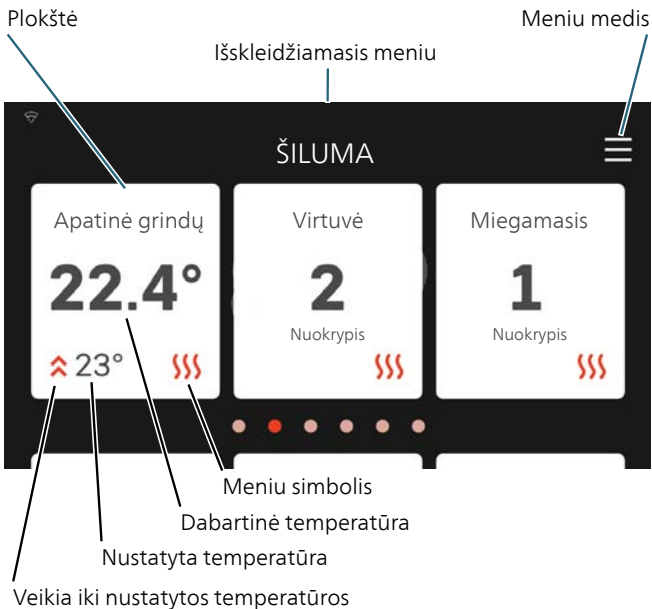 Plokštė
Meniu medis
Išskleidžiamasis meniu
ŠILUMA
Apatinė grindų
Virtuvė
Miegamasis
22.4°
2
1
Nuokrypis
Nuokrypis
23°
Meniu simbolis
Dabartinė temperatūra
Nustatyta temperatūra
Veikia iki nustatytos temperatūros